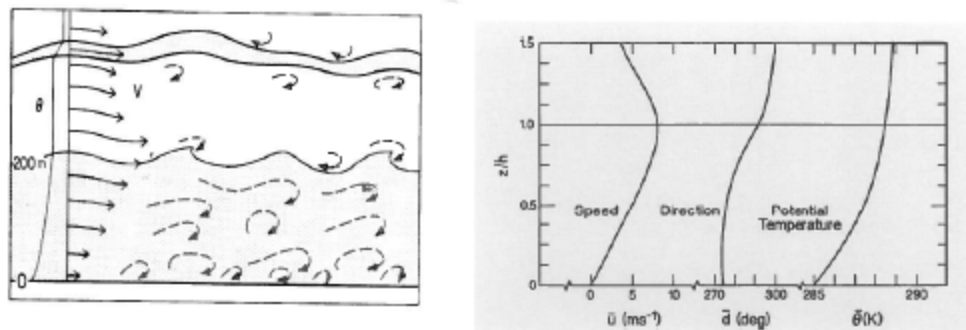 θ
V
200 m
0
1.5
1.0
z/h
0.5
0
Speed
Direction
Potential
Temperature
0 5 10 270 300 285 290
ū (ms⁻¹) d̄ (deg) θ̄(K)